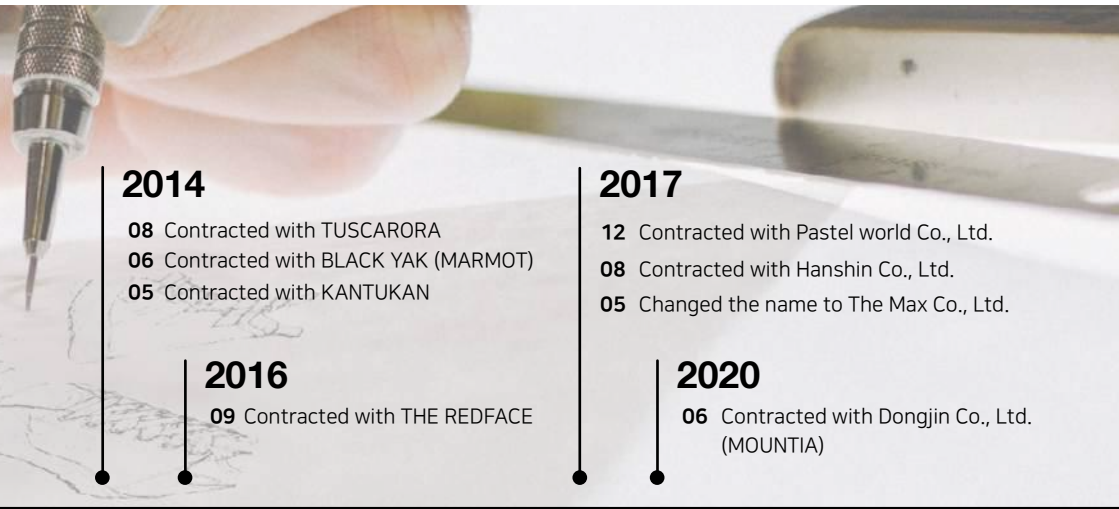 2014
08 Contracted with TUSCARORA
06 Contracted with BLACK YAK (MARMOT)
05 Contracted with KANTUKAN
2016
09 Contracted with THE REDFACE
2017
12 Contracted with Pastel world Co., Ltd.
08 Contracted with Hanshin Co., Ltd.
05 Changed the name to The Max Co., Ltd.
2020
06 Contracted with Dongjin Co., Ltd.
(MOUNTIA)